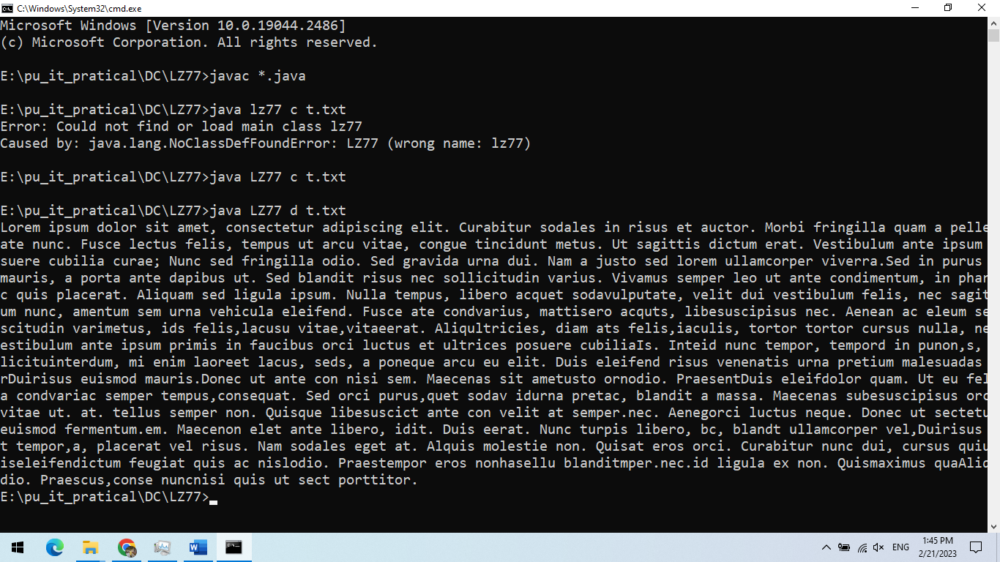 C:\Windows\System32\cmd.exe
Microsoft Windows [Version 10.0.19044.2486]
(c) Microsoft Corporation. All rights reserved.
E:\pu_it_pratical\DC\LZ77>javac *.java
E:\pu_it_pratical\DC\LZ77>java lz77 c t.txt
Error: Could not find or load main class lz77
Caused by: java.lang.NoClassDefFoundError: LZ77 (wrong name: lz77)
E:\pu_it_pratical\DC\LZ77>java LZ77 c t.txt
E:\pu_it_pratical\DC\LZ77>java LZ77 d t.txt
Lorem ipsum dolor sit amet, consectetur adipiscing elit. Curabitur sodales in risus et auctor. Morbi fringilla quam a pelle
ate nunc. Fusce lectus felis, tempus ut arcu vitae, congue tincidunt metus. Ut sagittis dictum erat. Vestibulum ante ipsum
suere cubilia curae; Nunc sed fringilla odio. Sed gravida urna dui. Nam a justo sed lorem ullamcorper viverra.Sed in purus
mauris, a porta ante dapibus ut. Sed blandit risus nec sollicitudin varius. Vivamus semper leo ut ante condimentum, in phar
c quis placerat. Aliquam sed ligula ipsum. Nulla tempus, libero acquet sodavulputate, velit dui vestibulum felis, nec sagit
um nunc, amentum sem urna vehicula eleifend. Fusce ate condvarius, mattisero acquts, libesuscipisus nec. Aenean ac eleum se
scitudin varimetus, ids felis,lacusu vitae,vitaeerat. Aliqultricies, diam ats felis,iaculis, tortor tortor cursus nulla, ne
estibulum ante ipsum primis in faucibus orci luctus et ultrices posuere cubiliaIs. Inteid nunc tempor, tempord in punon,s,
licituinterdum, mi enim laoreet lacus, seds, a poneque arcu eu elit. Duis eleifend risus venenatis urna pretium malesuadas
rDuirisus euismod mauris.Donec ut ante con nisi sem. Maecenas sit ametusto ornodio. PraesentDuis eleifdolor quam. Ut eu fel
a condvariac semper tempus,consequat. Sed orci purus,quet sodav idurna pretac, blandit a massa. Maecenas subesuscipisus orc
vitae ut. at. tellus semper non. Quisque libesuscict ante con velit at semper.nec. Aenegorci luctus neque. Donec ut sectetu
euismod fermentum.em. Maecenon elet ante libero, idit. Duis eerat. Nunc turpis libero, bc, blandt ullamcorper vel,Duirisus
t tempor,a, placerat vel risus. Nam sodales eget at. Alquis molestie non. Quisat eros orci. Curabitur nunc dui, cursus quiu
iseleifendictum feugiat quis ac nislodio. Praestempor eros nonhasellu blanditmper.nec.id ligula ex non. Quismaximus quaAlid
dio. Praescus,conse nuncnisi quis ut sect porttitor.
E:\pu_it_pratical\DC\LZ77>
ENG
1:45 PM
2/21/2023